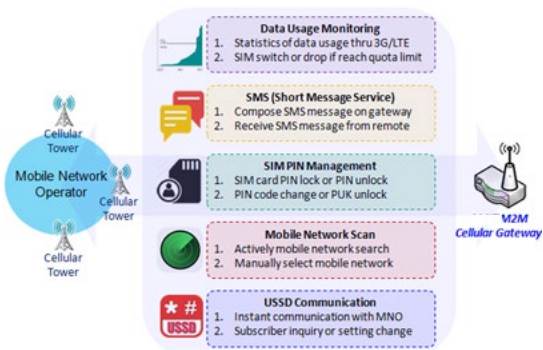 Data Usage Monitoring
1. Statistics of data usage thru 3G/LTE
2. SIM switch or drop if reach quota limit
SMS (Short Message Service)
1. Compose SMS message on gateway
2. Receive SMS message from remote
Cellular
Tower
Mobile Network
Operator
Cellular
Tower
Cellular
Tower
SIM PIN Management
1. SIM card PIN lock or PIN unlock
2. PIN code change or PUK unlock
M2M
Cellular Gateway
Mobile Network Scan
1. Actively mobile network search
2. Manually select mobile network
* #
USSD
USSD Communication
1. Instant communication with MNO
2. Subscriber inquiry or setting change